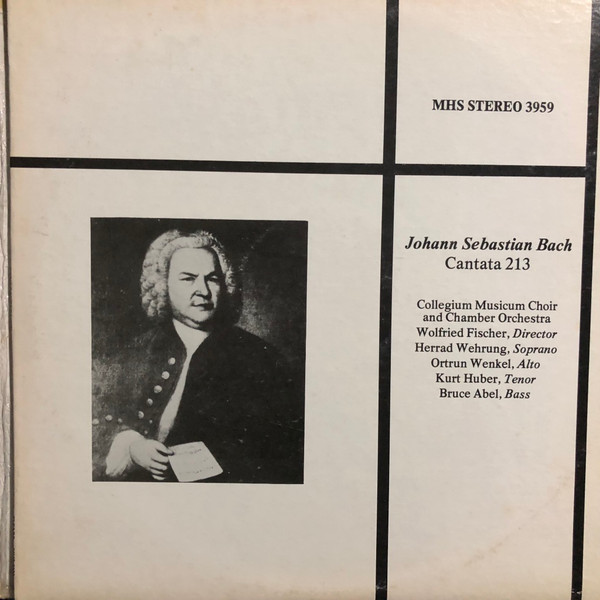 MHS STEREO 3959
Johann Sebastian Bach
Cantata 213
Collegium Musicum Choir
and Chamber Orchestra
Wolfried Fischer, Director
Herrad Wehrung, Soprano
Ortrun Wenkel, Alto
Kurt Huber, Tenor
Bruce Abel, Bass